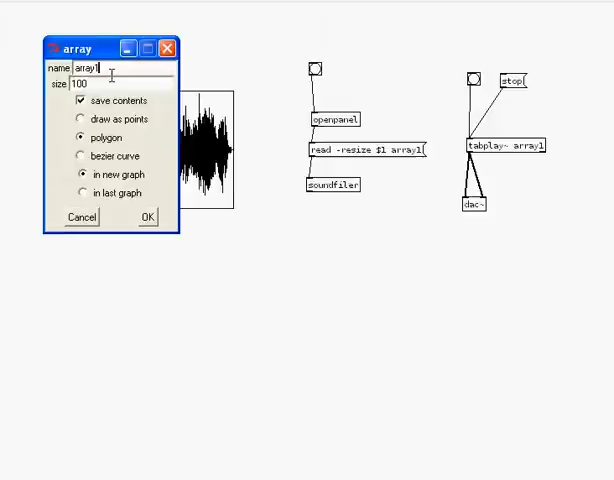 array
name array1
size 100
save contents
draw as points
polygon
bezier curve
in new graph
in last graph
Cancel OK
openpanel
read -resize $1 array1
soundfiler
stop
tabplay~ array1
dac~